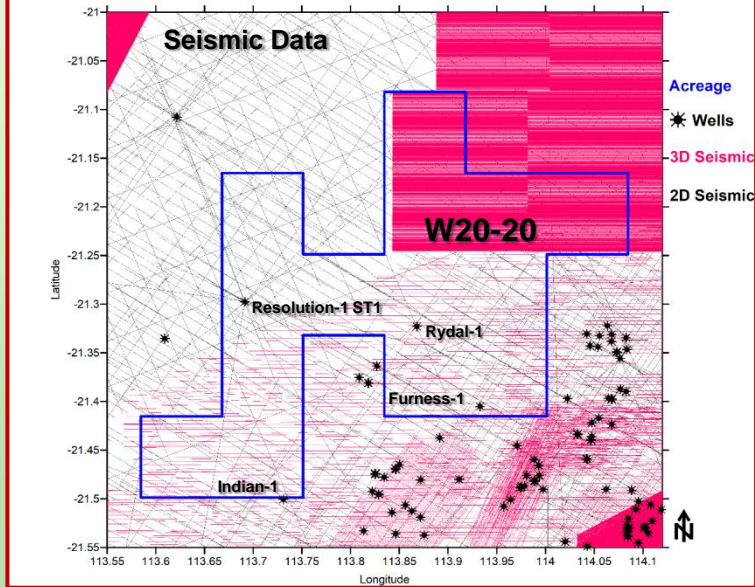 Seismic Data
-21
-21.05
-21.1
-21.15
-21.2
-21.25
-21.3
-21.35
-21.4
-21.45
-21.5
-21.55
Latitude
W20-20
Resolution-1 ST1
Rydal-1
Furness-1
Indian-1
113.55 113.6 113.65 113.7 113.75 113.8 113.85 113.9 113.95 114 114.05 114.1
Longitude
Acreage
Wells
3D Seismic
2D Seismic
N